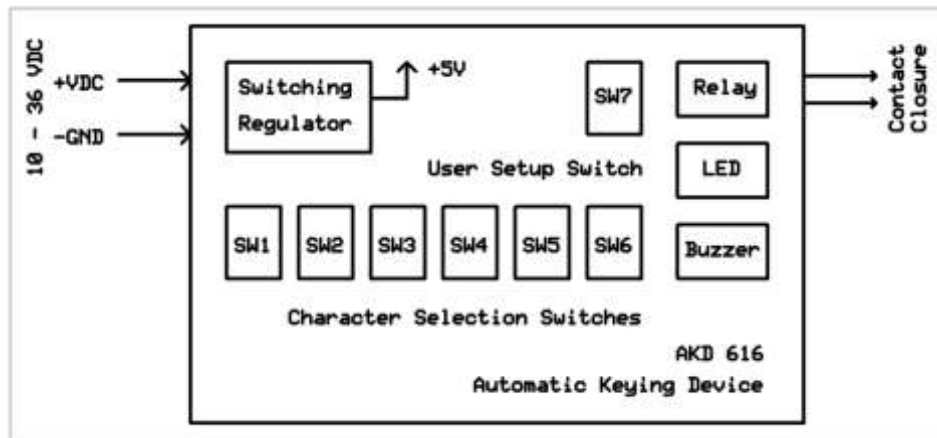 10 - 36 VDC
+VDC
-GND
Switching
Regulator
+5V
SW7
Relay
Contact
Closure
User Setup Switch
LED
SW1 SW2 SW3 SW4 SW5 SW6
Buzzer
Character Selection Switches
AKD 616
Automatic Keying Device